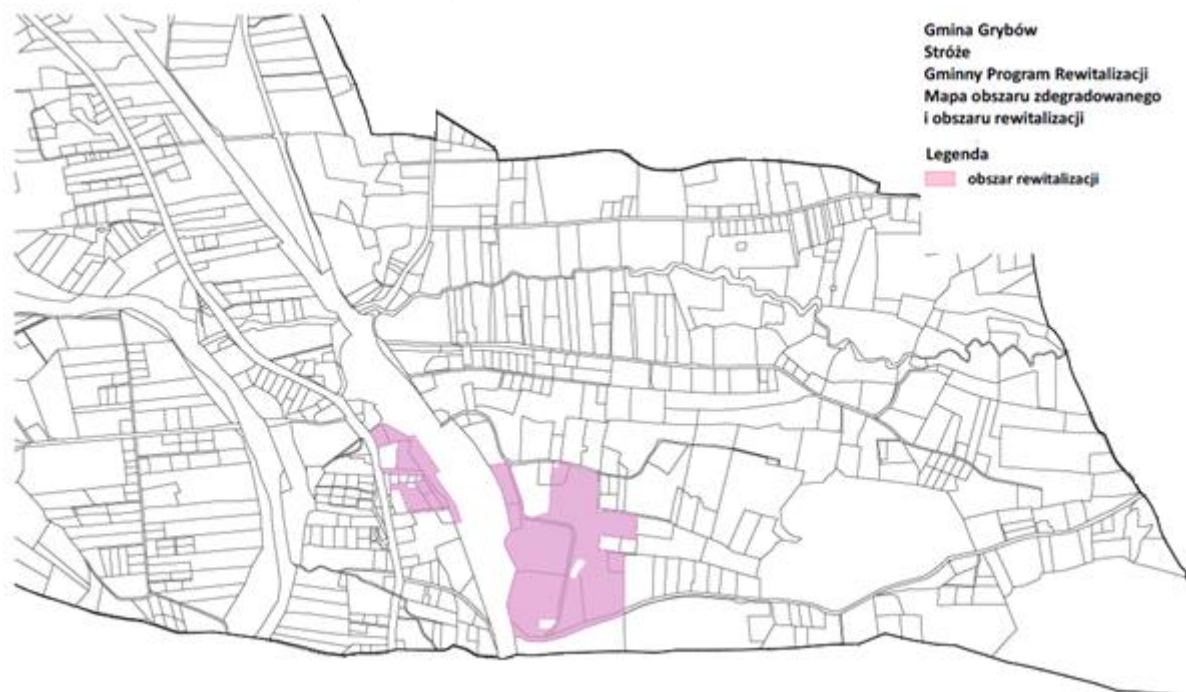 Gmina Grybów
Stróże
Gminny Program Rewitalizacji
Mapa obszaru zdegradowanego
i obszaru rewitalizacji
Legenda
obszar rewitalizacji